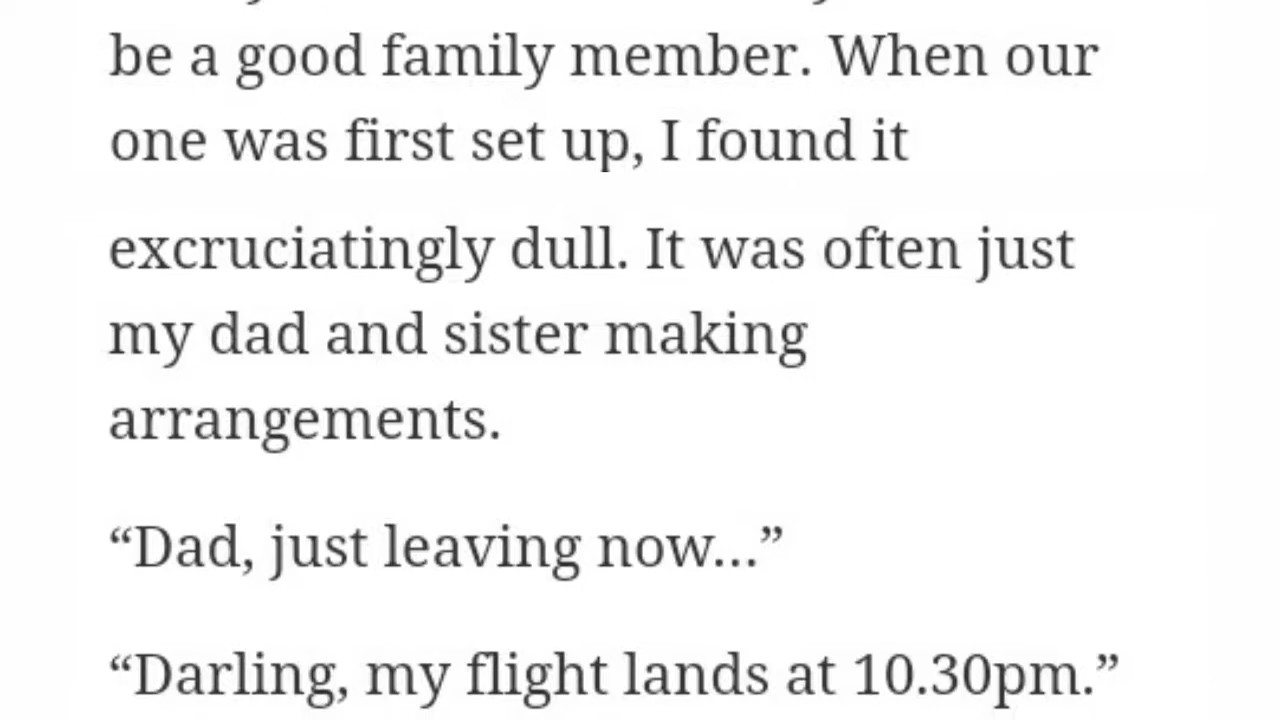 be a good family member. When our
one was first set up, I found it
excruciatingly dull. It was often just
my dad and sister making
arrangements.
“Dad, just leaving now...”
“Darling, my flight lands at 10.30pm.”